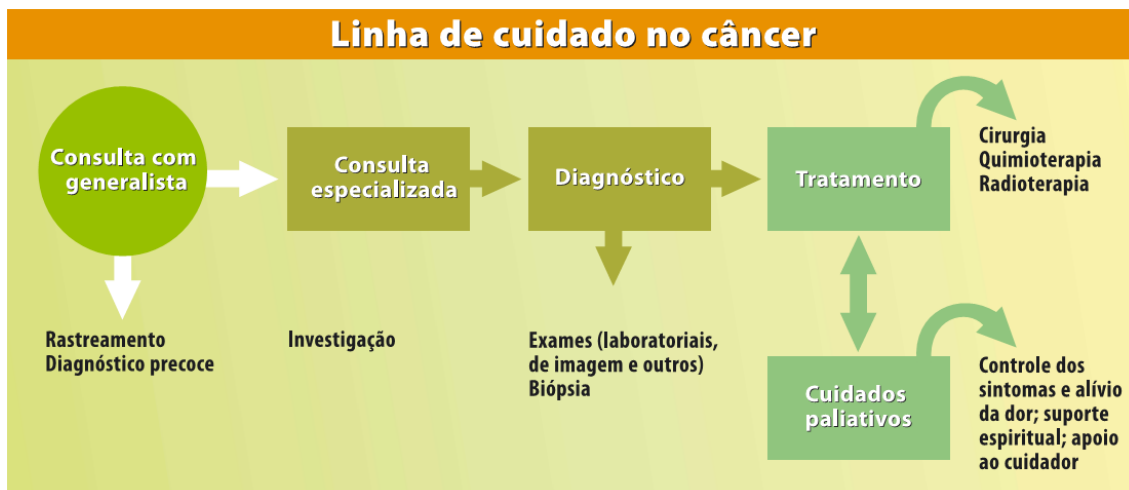 Linha de cuidado no câncer
Consulta com
generalista
Consulta
especializada
Diagnóstico
Tratamento
Cirurgia
Quimioterapia
Radioterapia
Rastreamento
Diagnóstico precoce
Investigação
Exames (laboratoriais,
de imagem e outros)
Biópsia
Cuidados
paliativos
Controle dos
sintomas e alívio
da dor; suporte
espiritual; apoio
ao cuidador